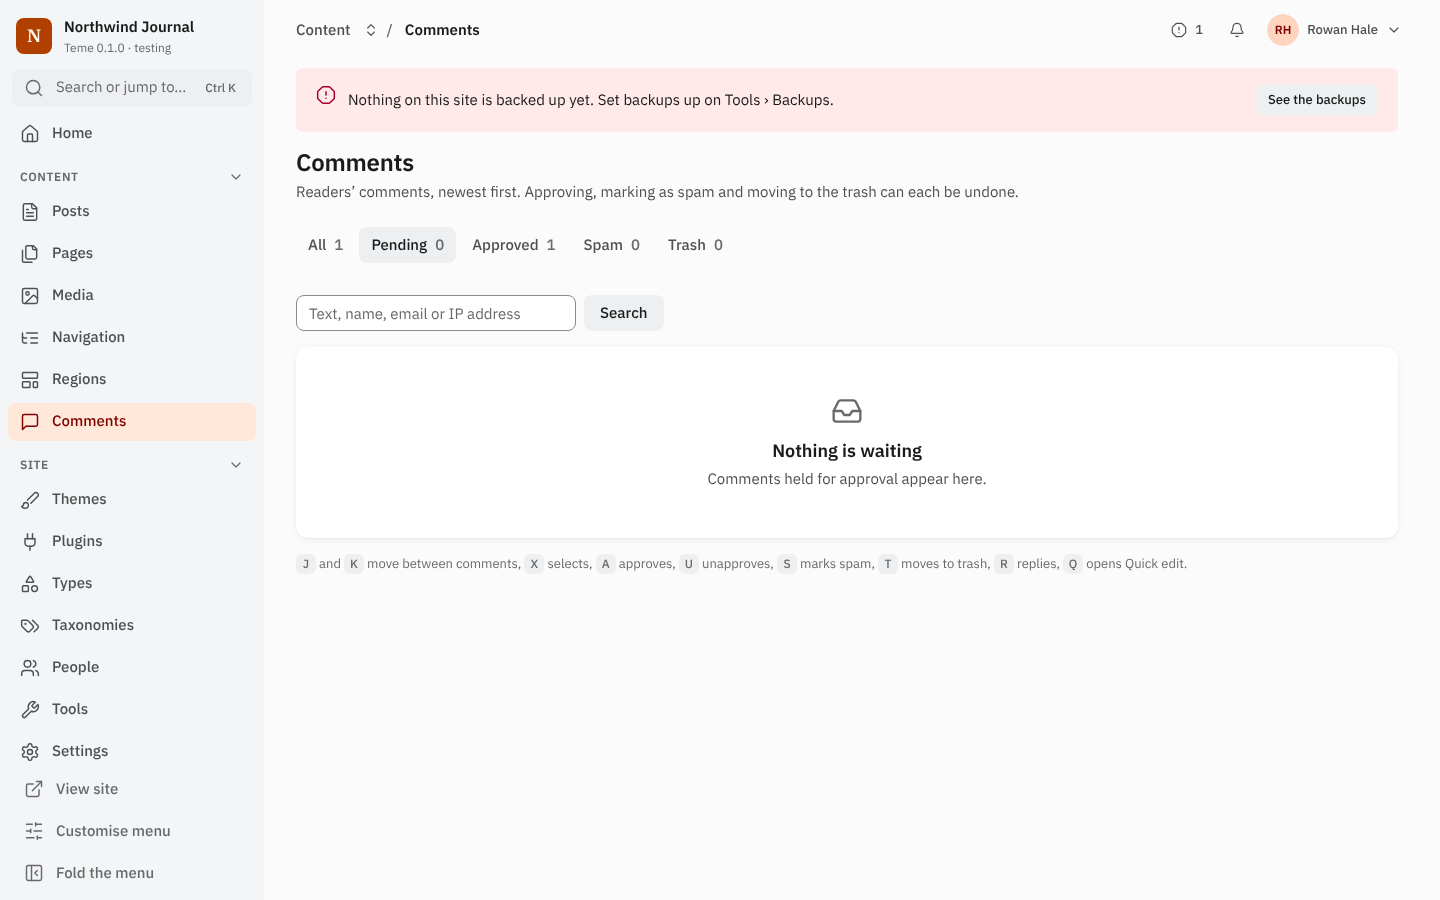 N
Northwind Journal
Teme 0.1.0 · testing
Search or jump to... Ctrl K
Home
CONTENT
Posts
Pages
Media
Navigation
Regions
Comments
SITE
Themes
Plugins
Types
Taxonomies
People
Tools
Settings
View site
Customise menu
Fold the menu
Content / Comments
1
RH Rowan Hale
Nothing on this site is backed up yet. Set backups up on Tools › Backups.
See the backups
Comments
Readers’ comments, newest first. Approving, marking as spam and moving to the trash can each be undone.
All 1 Pending 0 Approved 1 Spam 0 Trash 0
Text, name, email or IP address Search
Nothing is waiting
Comments held for approval appear here.
J and K move between comments, X selects, A approves, U unapproves, S marks spam, T moves to trash, R replies, Q opens Quick edit.